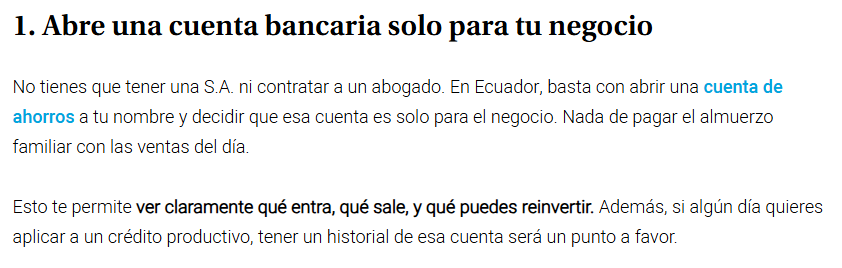 1. Abre una cuenta bancaria solo para tu negocio
No tienes que tener una S.A. ni contratar a un abogado. En Ecuador, basta con abrir una cuenta de
ahorros a tu nombre y decidir que esa cuenta es solo para el negocio. Nada de pagar el almuerzo
familiar con las ventas del día.
Esto te permite ver claramente qué entra, qué sale, y qué puedes reinvertir. Además, si algún día quieres
aplicar a un crédito productivo, tener un historial de esa cuenta será un punto a favor.